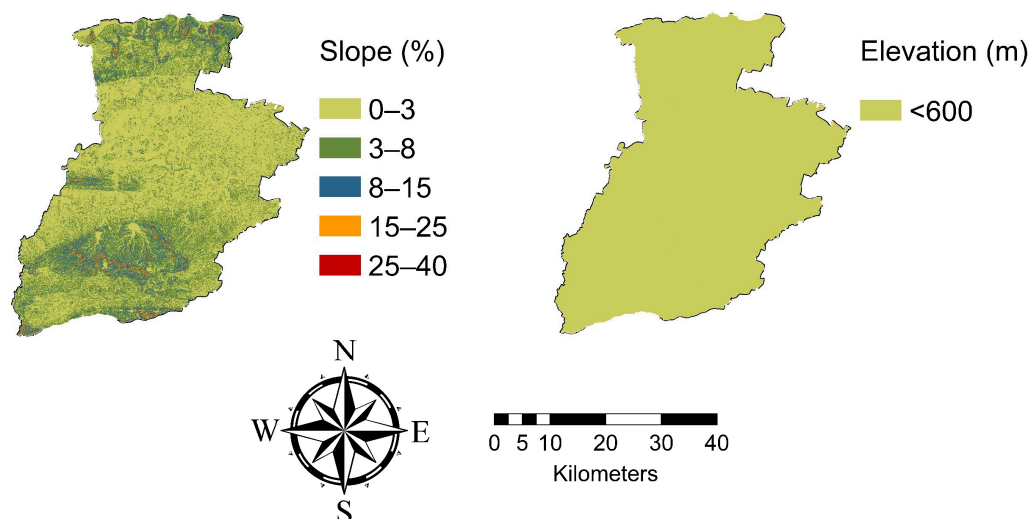 Slope (%)
0–3
3–8
8–15
15–25
25–40
Elevation (m)
<600
N
W
E
S
0 5 10 20 30 40
Kilometers